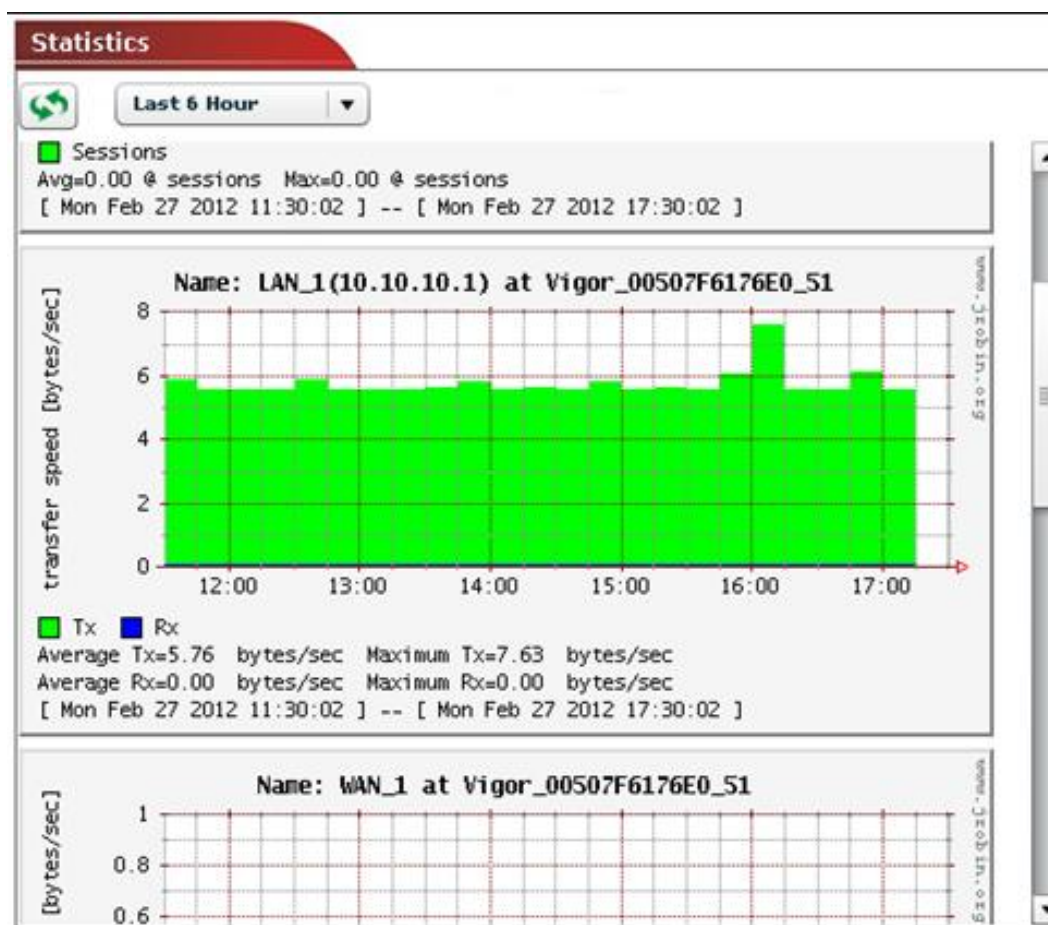 Statistics
Last 6 Hour
Sessions
Avg=0.00 @ sessions Max=0.00 @ sessions
[ Mon Feb 27 2012 11:30:02 ] -- [ Mon Feb 27 2012 17:30:02 ]
Name: LAN_1(10.10.10.1) at Vigor_00507F6176E0_51
www.jrobin.org
transfer speed [bytes/sec]
8
6
4
2
0
12:00 13:00 14:00 15:00 16:00 17:00
Tx Rx
Average Tx=5.76 bytes/sec Maximum Tx=7.63 bytes/sec
Average Rx=0.00 bytes/sec Maximum Rx=0.00 bytes/sec
[ Mon Feb 27 2012 11:30:02 ] -- [ Mon Feb 27 2012 17:30:02 ]
Name: WAN_1 at Vigor_00507F6176E0_51
www.jrobin.org
[bytes/sec]
1
0.8
0.6